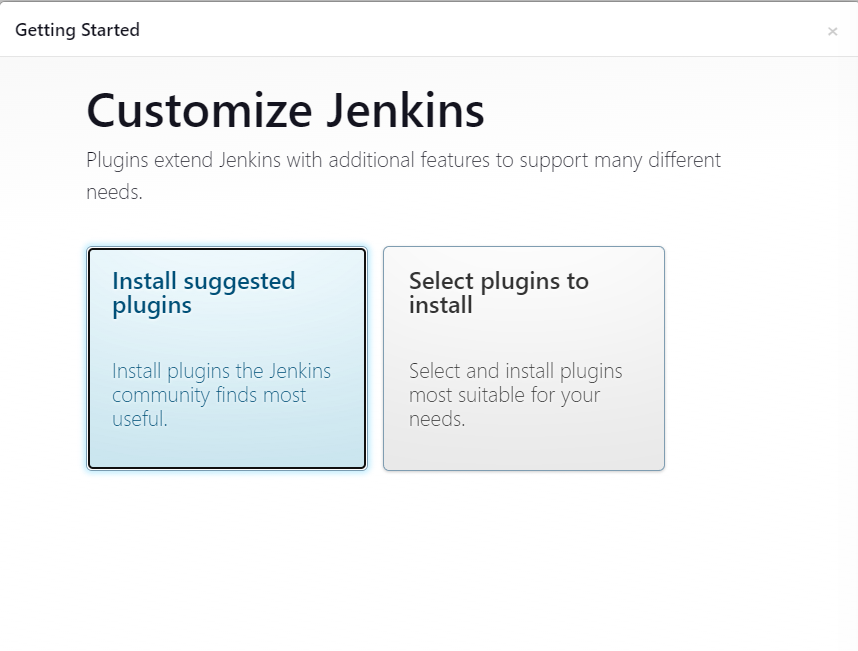 Getting Started
×
Customize Jenkins
Plugins extend Jenkins with additional features to support many different
needs.
Install suggested
plugins
Install plugins the Jenkins
community finds most
useful.
Select plugins to
install
Select and install plugins
most suitable for your
needs.